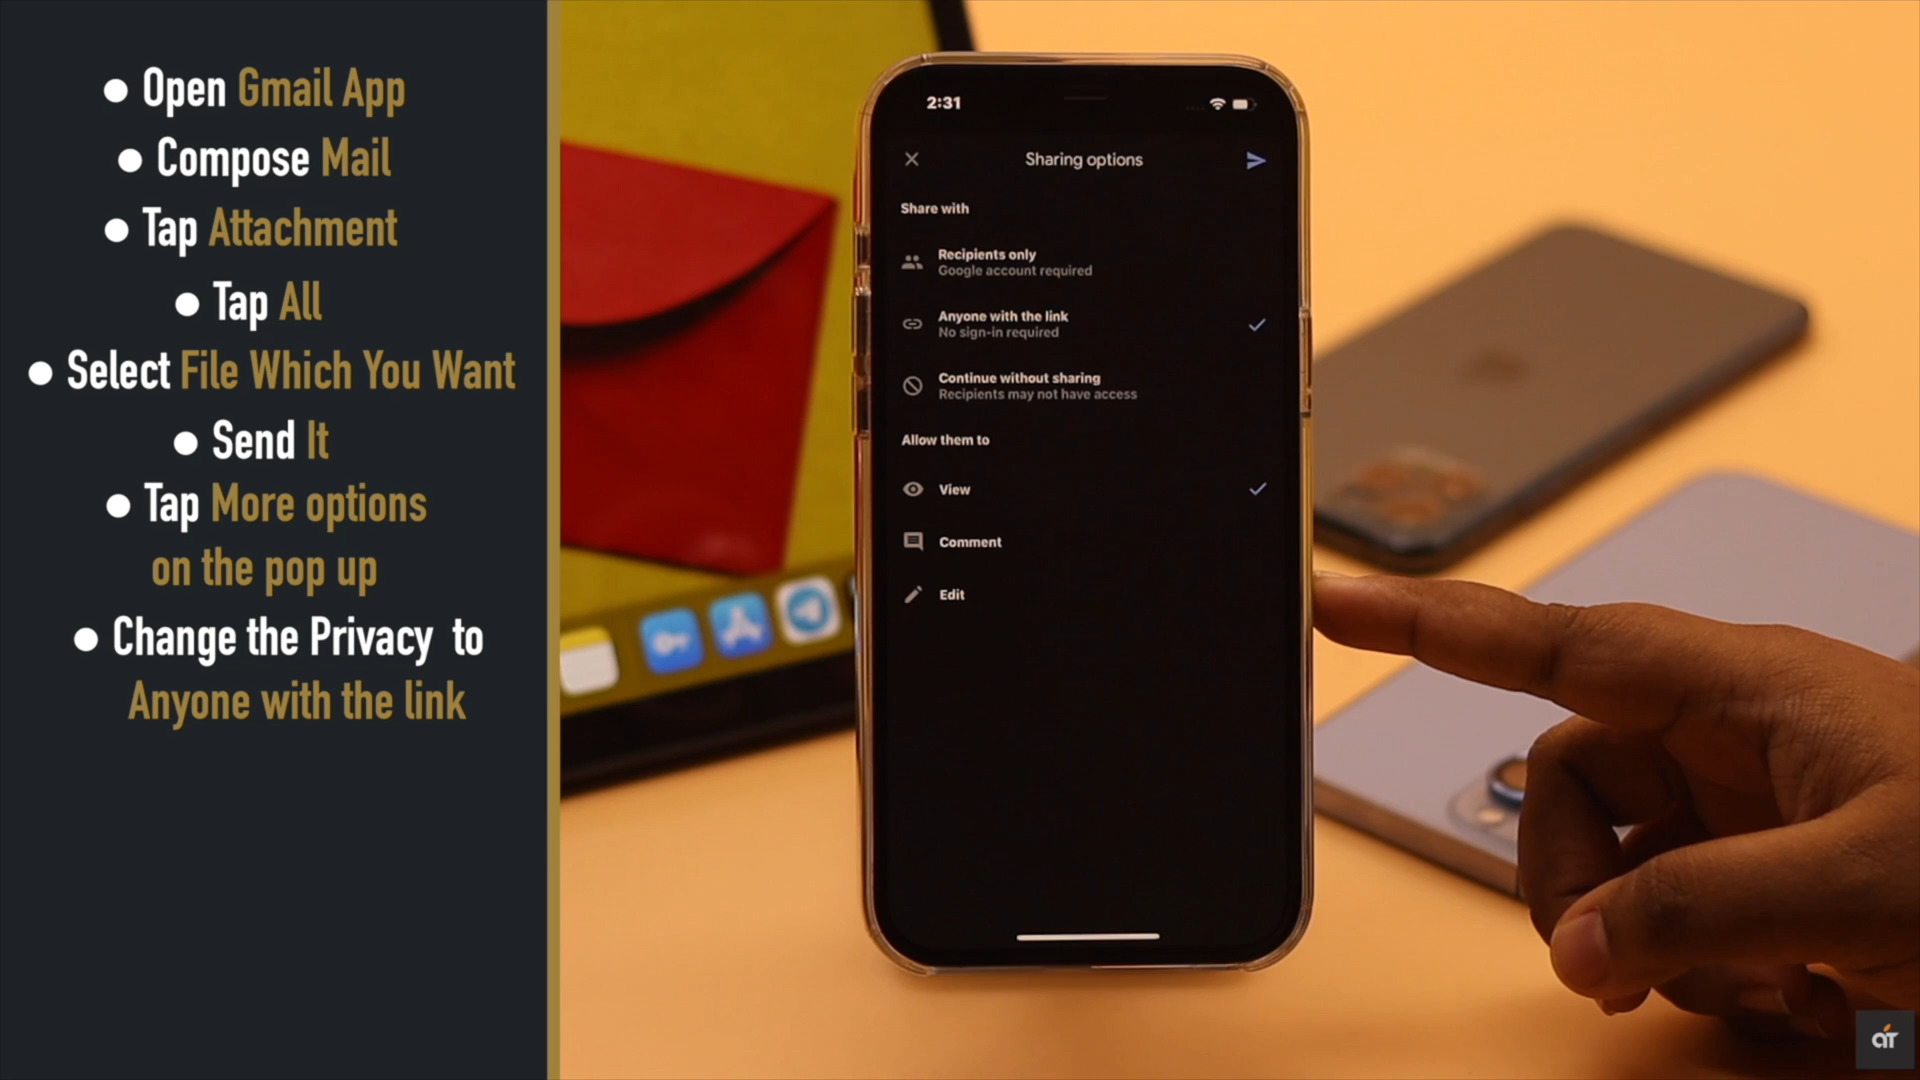 ● Open Gmail App
● Compose Mail
● Tap Attachment
● Tap All
● Select File Which You Want
● Send It
● Tap More options
on the pop up
● Change the Privacy to
Anyone with the link
2:31
Sharing options
Share with
Recipients only
Google account required
Anyone with the link
No sign-in required
Continue without sharing
Recipients may not have access
Allow them to
View
Comment
Edit
aT